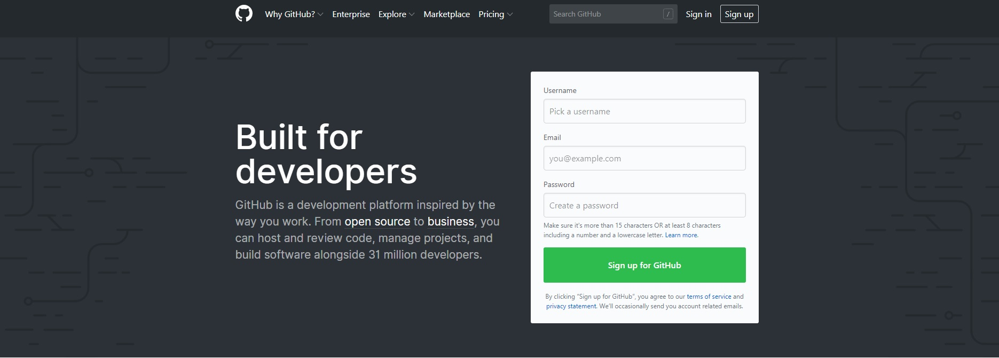 Why GitHub? Enterprise Explore Marketplace Pricing Search GitHub / Sign in Sign up
Built for
developers
GitHub is a development platform inspired by the
way you work. From open source to business, you
can host and review code, manage projects, and
build software alongside 31 million developers.
Username
Pick a username
Email
you@example.com
Password
Create a password
Make sure it's more than 15 characters OR at least 8 characters
including a number and a lowercase letter. Learn more.
Sign up for GitHub
By clicking “Sign up for GitHub”, you agree to our terms of service and
privacy statement. We’ll occasionally send you account related emails.